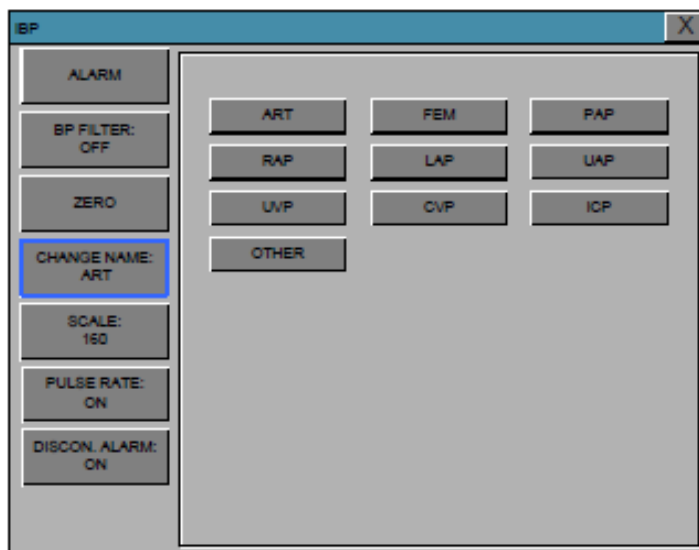 IBP X
ALARM
BP FILTER:
OFF
ZERO
CHANGE NAME:
ART
SCALE:
160
PULSE RATE:
ON
DISCON. ALARM:
ON
ART FEM PAP
RAP LAP UAP
UVP CVP ICP
OTHER